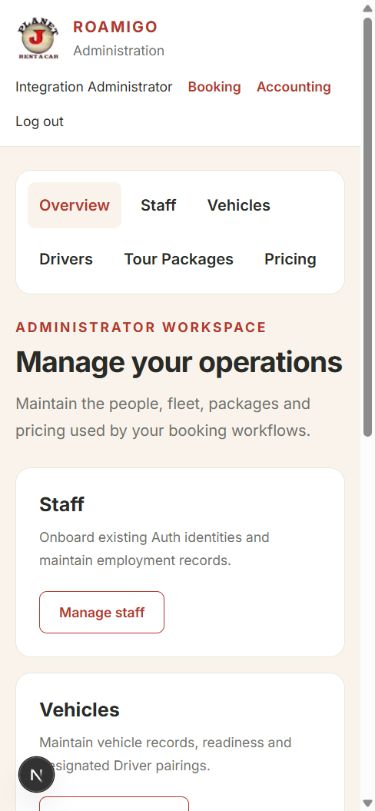 PLANET
J
RENT A CAR
ROAMIGO
Administration
Integration Administrator Booking Accounting
Log out
Overview Staff Vehicles
Drivers Tour Packages Pricing
ADMINISTRATOR WORKSPACE
Manage your operations
Maintain the people, fleet, packages and
pricing used by your booking workflows.
Staff
Onboard existing Auth identities and
maintain employment records.
Manage staff
Vehicles
Maintain vehicle records, readiness and
esignated Driver pairings.
N